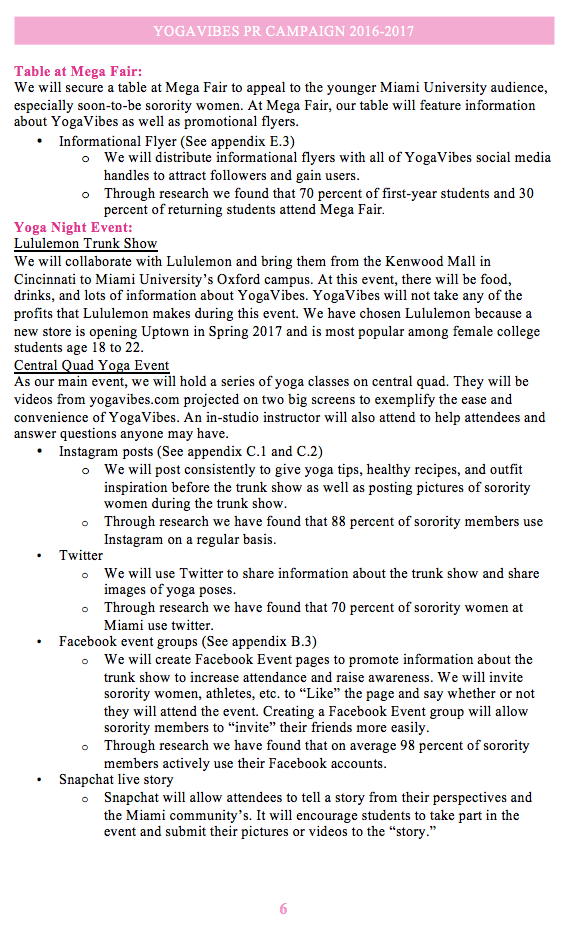 YOGAVIBES PR CAMPAIGN 2016-2017
Table at Mega Fair:
We will secure a table at Mega Fair to appeal to the younger Miami University audience,
especially soon-to-be sorority women. At Mega Fair, our table will feature information
about YogaVibes as well as promotional flyers.
• Informational Flyer (See appendix E.3)
o We will distribute informational flyers with all of YogaVibes social media
handles to attract followers and gain users.
o Through research we found that 70 percent of first-year students and 30
percent of returning students attend Mega Fair.
Yoga Night Event:
Lululemon Trunk Show
We will collaborate with Lululemon and bring them from the Kenwood Mall in
Cincinnati to Miami University’s Oxford campus. At this event, there will be food,
drinks, and lots of information about YogaVibes. YogaVibes will not take any of the
profits that Lululemon makes during this event. We have chosen Lululemon because a
new store is opening Uptown in Spring 2017 and is most popular among female college
students age 18 to 22.
Central Quad Yoga Event
As our main event, we will hold a series of yoga classes on central quad. They will be
videos from yogavibes.com projected on two big screens to exemplify the ease and
convenience of YogaVibes. An in-studio instructor will also attend to help attendees and
answer questions anyone may have.
• Instagram posts (See appendix C.1 and C.2)
o We will post consistently to give yoga tips, healthy recipes, and outfit
inspiration before the trunk show as well as posting pictures of sorority
women during the trunk show.
o Through research we have found that 88 percent of sorority members use
Instagram on a regular basis.
• Twitter
o We will use Twitter to share information about the trunk show and share
images of yoga poses.
o Through research we have found that 70 percent of sorority women at
Miami use twitter.
• Facebook event groups (See appendix B.3)
o We will create Facebook Event pages to promote information about the
trunk show to increase attendance and raise awareness. We will invite
sorority women, athletes, etc. to “Like” the page and say whether or not
they will attend the event. Creating a Facebook Event group will allow
sorority members to “invite” their friends more easily.
o Through research we have found that on average 98 percent of sorority
members actively use their Facebook accounts.
• Snapchat live story
o Snapchat will allow attendees to tell a story from their perspectives and
the Miami community’s. It will encourage students to take part in the
event and submit their pictures or videos to the “story.”
6